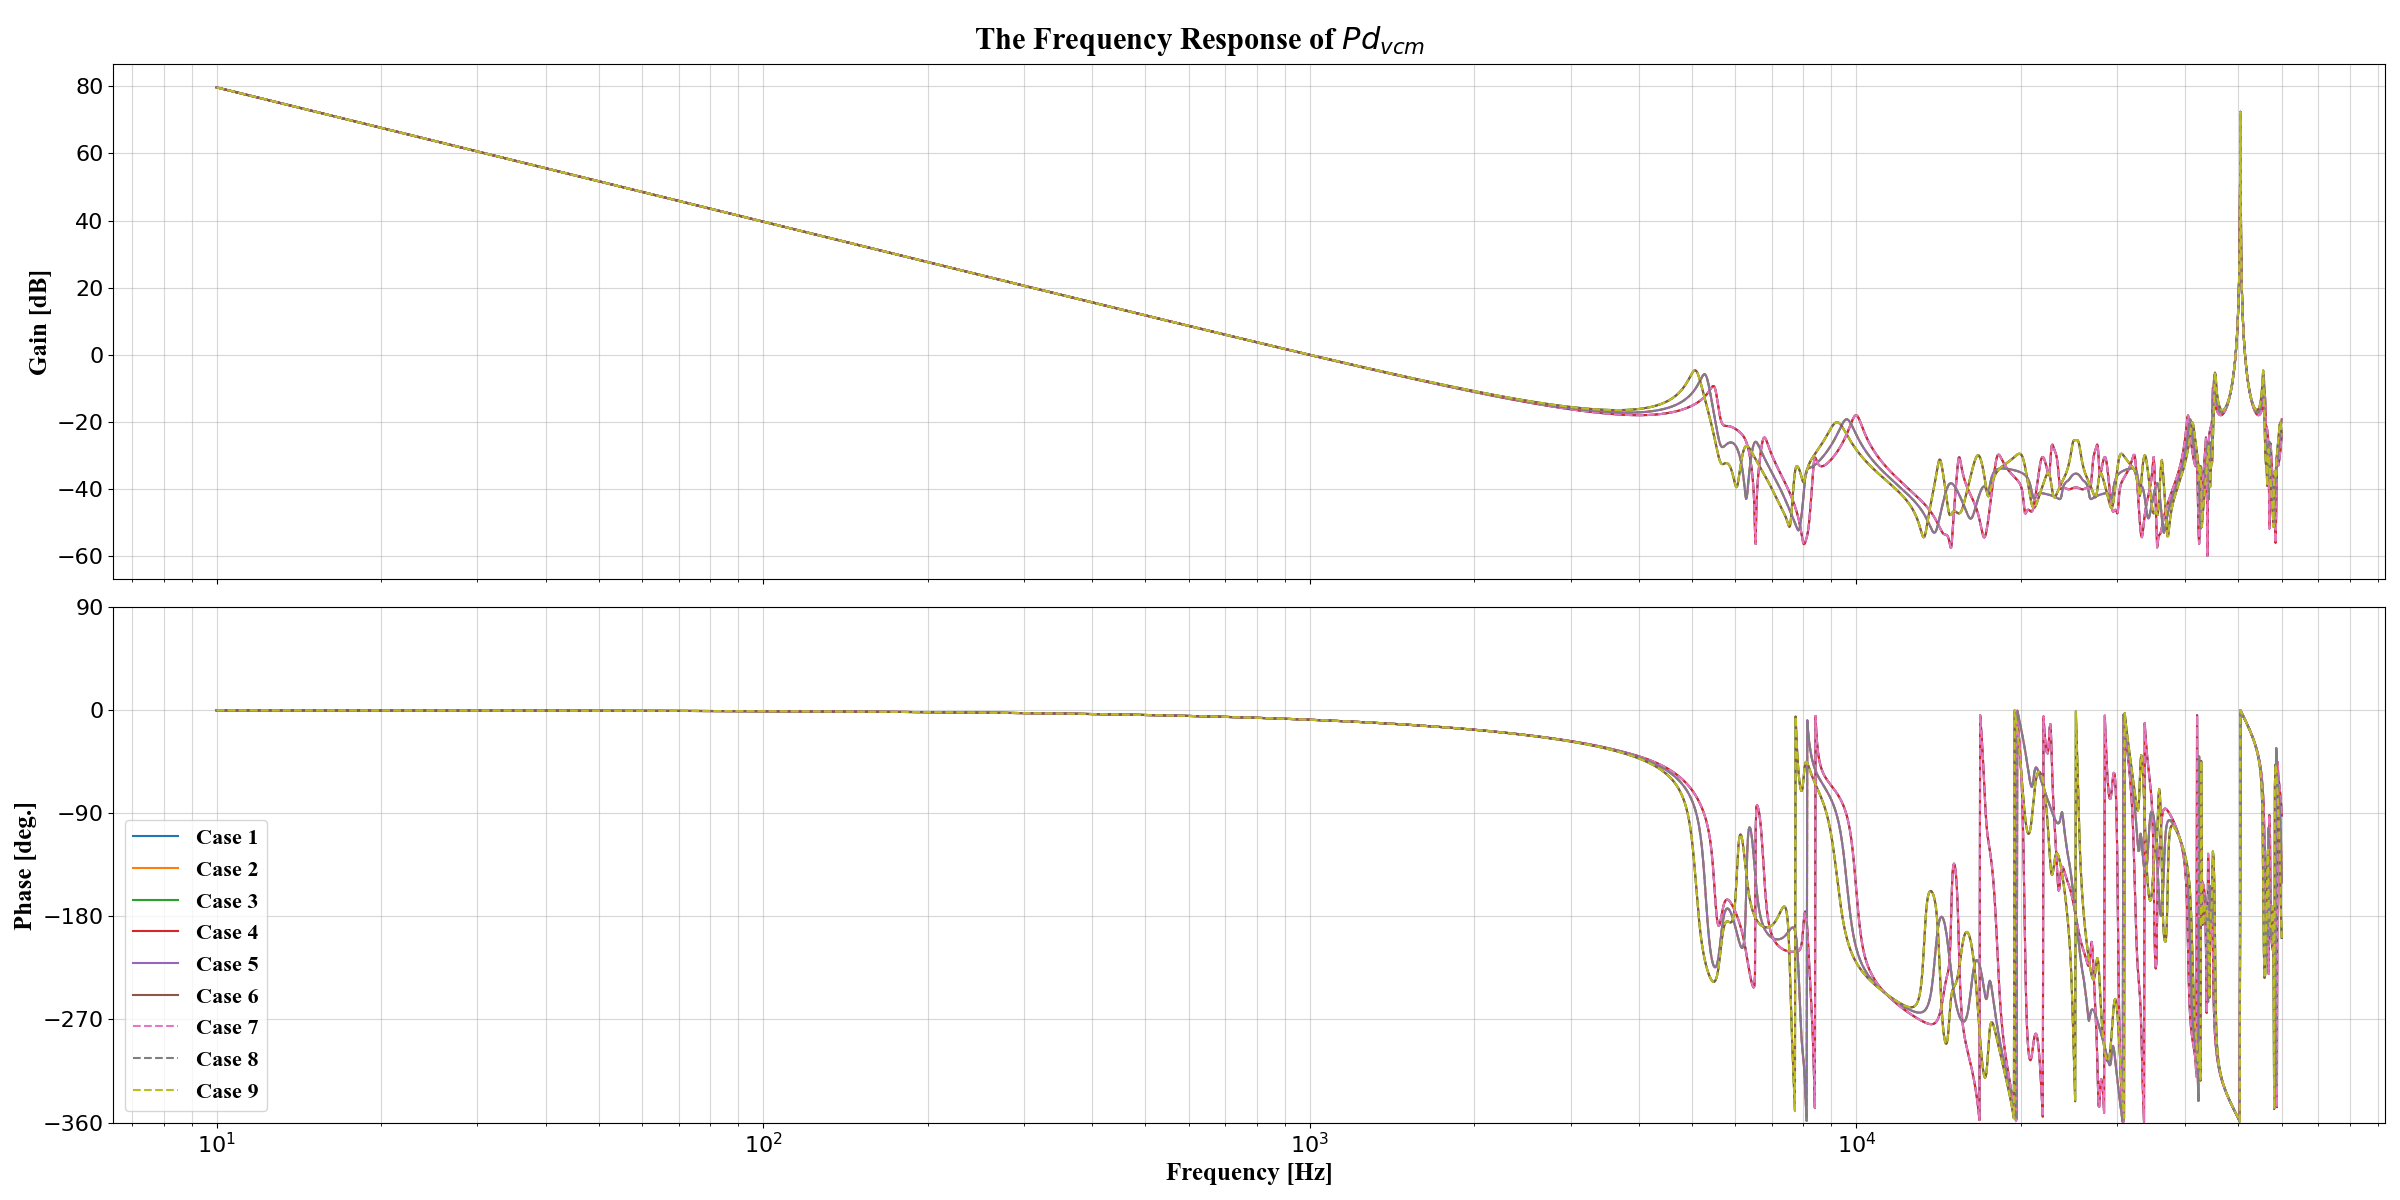 The Frequency Response of Pd_vcm
Gain [dB]
80
60
40
20
0
−20
−40
−60
Phase [deg.]
90
0
−90
−180
−270
−360
Case 1
Case 2
Case 3
Case 4
Case 5
Case 6
Case 7
Case 8
Case 9
10^1 10^2 10^3 10^4
Frequency [Hz]